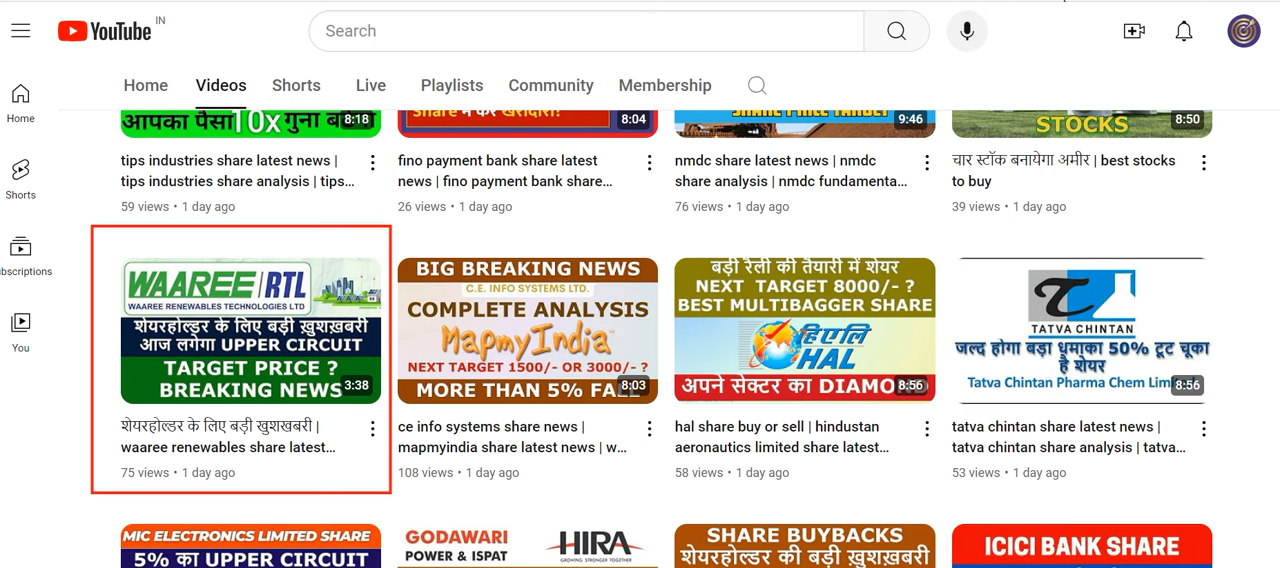 YouTube IN
Search
Home Videos Shorts Live Playlists Community Membership
Home
Shorts
bscriptions
You
आपका पैसा 10x गुना
8:18
tips industries share latest news |
tips industries share analysis | tips...
59 views • 1 day ago
8:04
fino payment bank share latest
news | fino payment bank share...
26 views • 1 day ago
SHARE PRICE TARGET
9:46
nmdc share latest news | nmdc
share analysis | nmdc fundamenta...
76 views • 1 day ago
STOCKS
8:50
चार स्टॉक बनायेगा अमीर | best stocks
to buy
39 views • 1 day ago
WAAREE RTL
WAAREE RENEWABLES TECHNOLOGIES LTD
शेयरहोल्डर के लिए बड़ी ख़ुशख़बरी
आज लगेगा UPPER CIRCUIT
TARGET PRICE ?
BREAKING NEWS
3:38
शेयरहोल्डर के लिए बड़ी ख़ुशखबरी |
waaree renewables share latest...
75 views • 1 day ago
BIG BREAKING NEWS
C.E. INFO SYSTEMS LTD.
COMPLETE ANALYSIS
MapmyIndia
NEXT TARGET 1500/- OR 3000/- ?
MORE THAN 5% FALL
8:03
ce info systems share news |
mapmyindia share latest news | w...
108 views • 1 day ago
बड़ी रैली की तैयारी में शेयर
NEXT TARGET 8000/- ?
BEST MULTIBAGGER SHARE
हिएलि
HAL
अपने सेक्टर का DIAMO
8:56
hal share buy or sell | hindustan
aeronautics limited share latest...
58 views • 1 day ago
TATVA CHINTAN
जल्द होगा बड़ा धमाका 50% टूट चूका
है शेयर
Tatva Chintan Pharma Chem Limi
8:56
tatva chintan share latest news |
tatva chintan share analysis | tatva...
53 views • 1 day ago
MIC ELECTRONICS LIMITED SHARE
5% का UPPER CIRCUIT
GODAWARI
POWER & ISPAT
HIRA
GROWING STRONGER TOGETHER
SHARE BUYBACKS
शेयरहोल्डर की बड़ी ख़ुशख़बरी
ICICI BANK SHARE